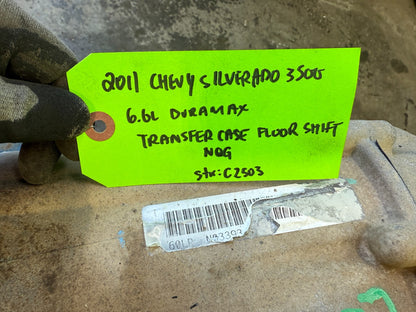 2011 CHEVY SILVERADO 3500
6.6L DURAMAX
TRANSFER CASE FLOOR SHIFT
NQG
Stk: C2503